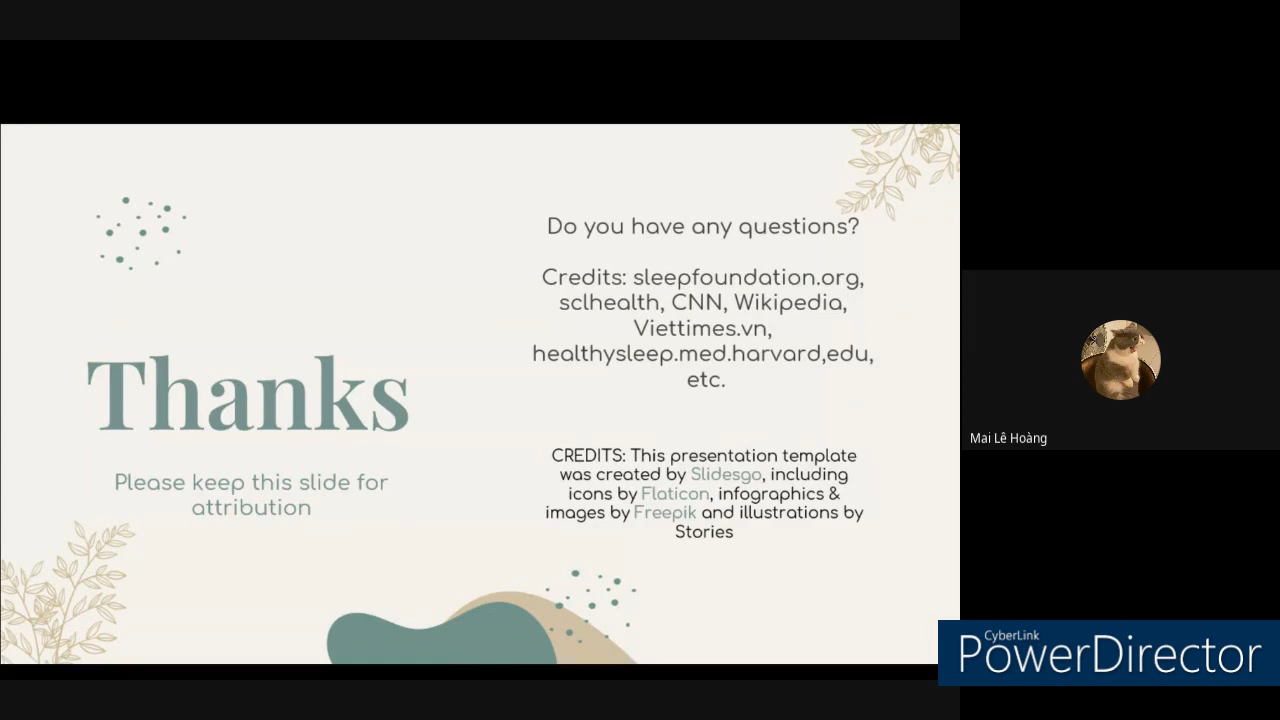 Thanks
Please keep this slide for
attribution
Do you have any questions?
Credits: sleepfoundation.org,
sclhealth, CNN, Wikipedia,
Viettimes.vn,
healthysleep.med.harvard,edu,
etc.
CREDITS: This presentation template
was created by Slidesgo, including
icons by Flaticon, infographics &
images by Freepik and illustrations by
Stories
Mai Lê Hoàng
CyberLink
PowerDirector